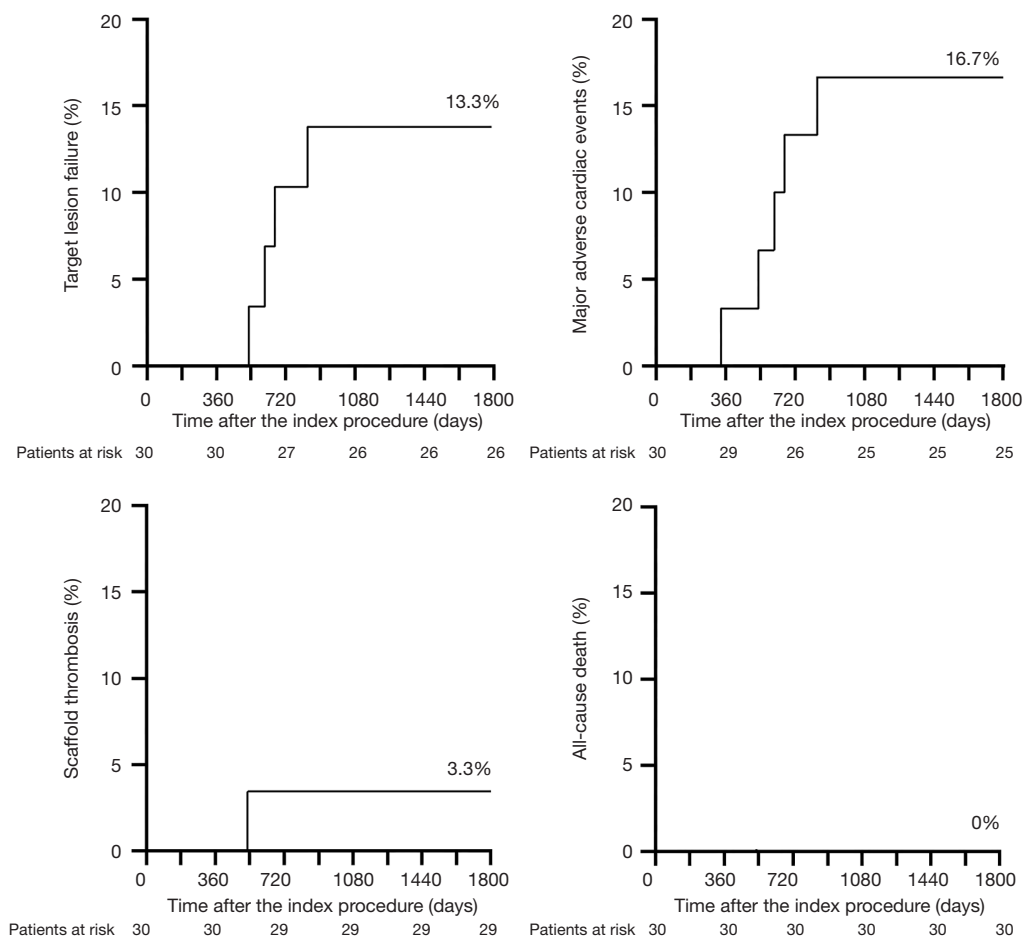 20
15
10
5
0
Target lesion failure (%)
13.3%
0 360 720 1080 1440 1800
Time after the index procedure (days)
Patients at risk 30 30 27 26 26 26
20
15
10
5
0
Major adverse cardiac events (%)
16.7%
0 360 720 1080 1440 1800
Time after the index procedure (days)
Patients at risk 30 29 26 25 25 25
20
15
10
5
0
Scaffold thrombosis (%)
3.3%
0 360 720 1080 1440 1800
Time after the index procedure (days)
Patients at risk 30 30 29 29 29 29
20
15
10
5
0
All-cause death (%)
0%
0 360 720 1080 1440 1800
Time after the index procedure (days)
Patients at risk 30 30 30 30 30 30